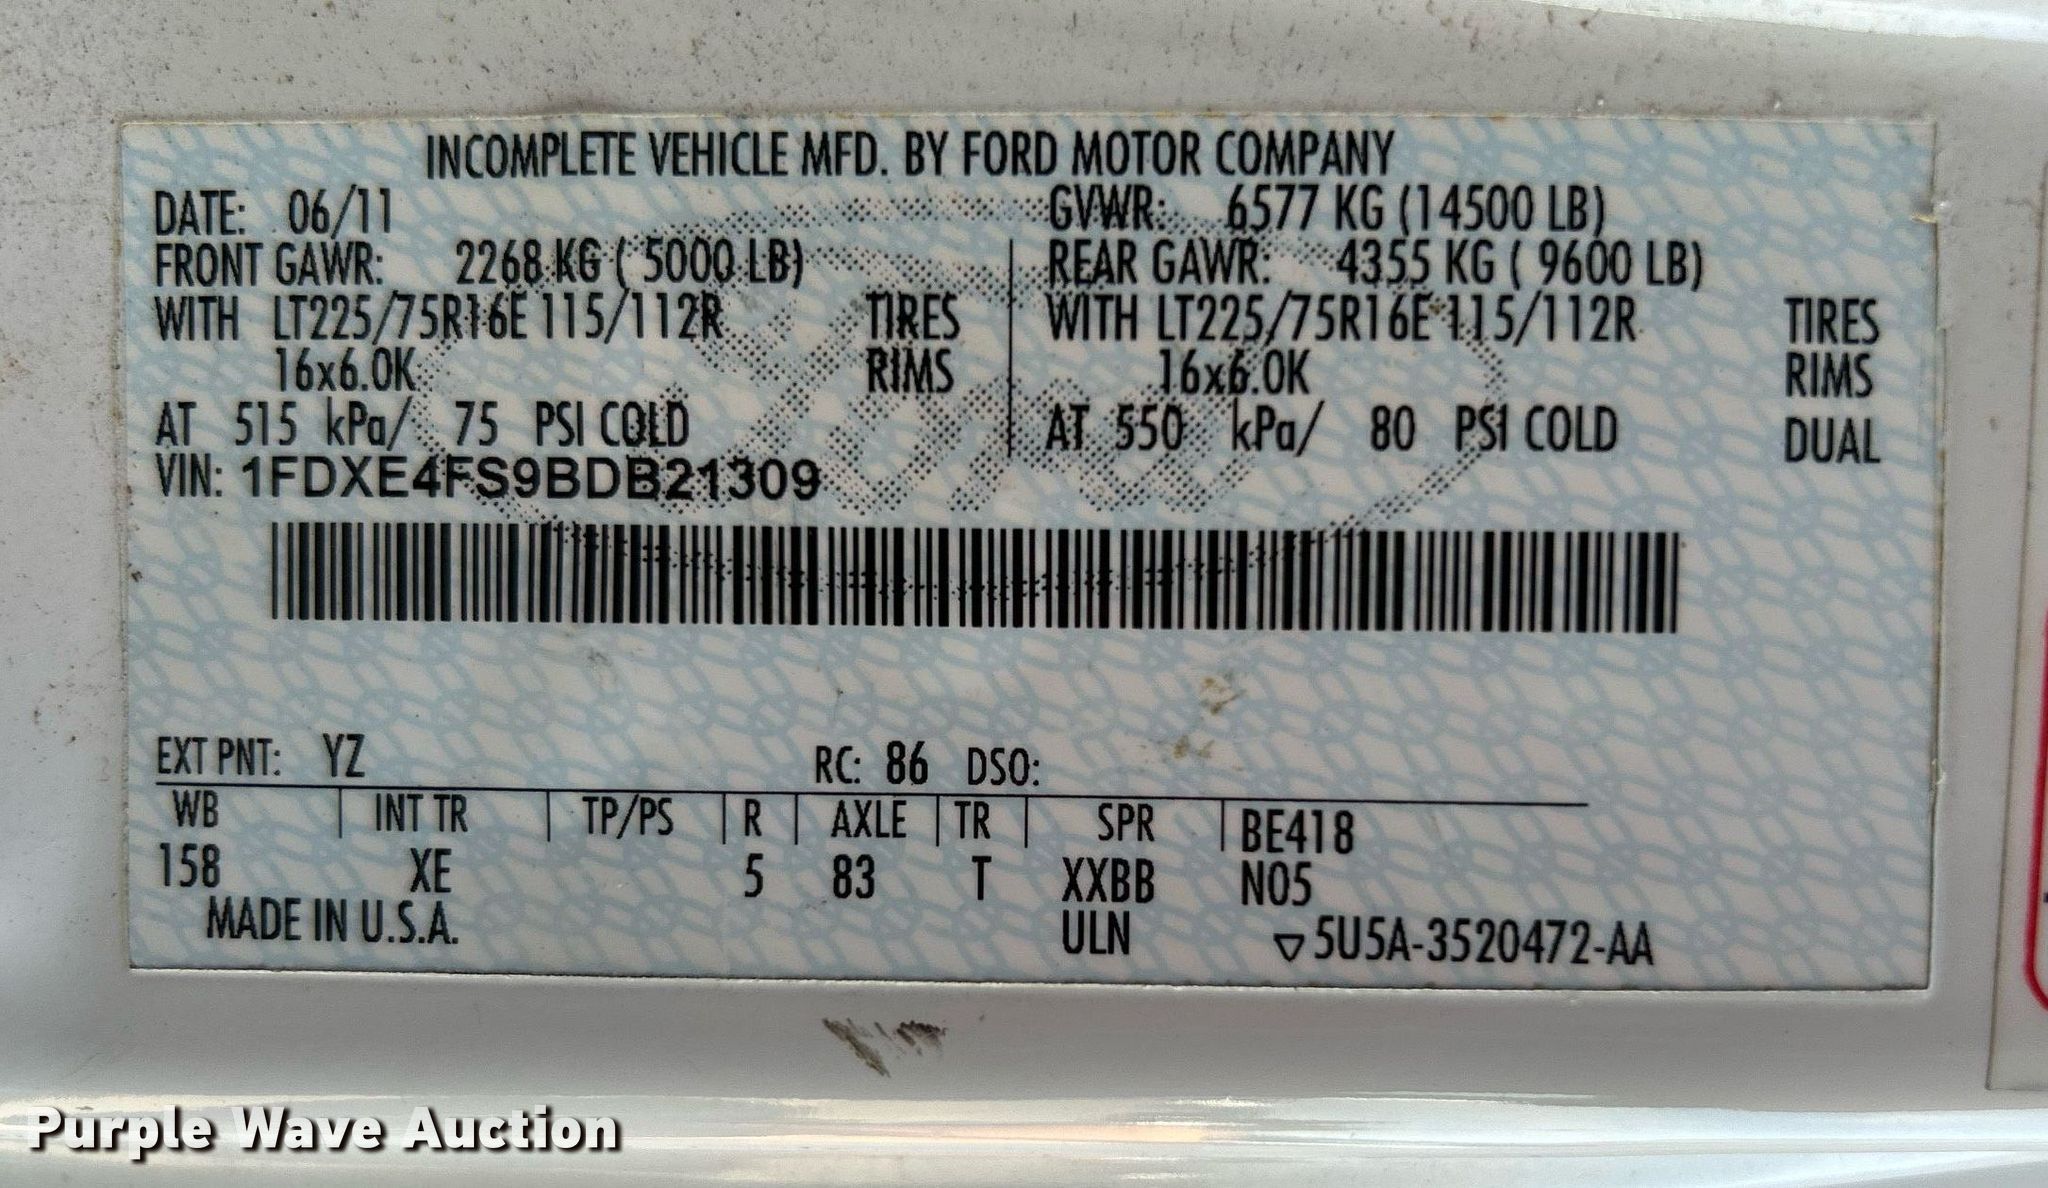 INCOMPLETE VEHICLE MFD. BY FORD MOTOR COMPANY
DATE: 06/11 GVWR: 6577 KG (14500 LB)
FRONT GAWR: 2268 KG ( 5000 LB) REAR GAWR: 4355 KG ( 9600 LB)
WITH LT225/75R16E 115/112R TIRES WITH LT225/75R16E 115/112R TIRES
16x6.0K RIMS 16x6.0K RIMS
AT 515 kPa/ 75 PSI COLD AT 550 kPa/ 80 PSI COLD DUAL
VIN: 1FDXE4FS9BDB21309
EXT PNT: YZ RC: 86 DSO:
WB INT TR TP/PS R AXLE TR SPR BE418
158 XE 5 83 T XXBB N05
MADE IN U.S.A. ULN ▽5U5A-3520472-AA
Purple Wave Auction